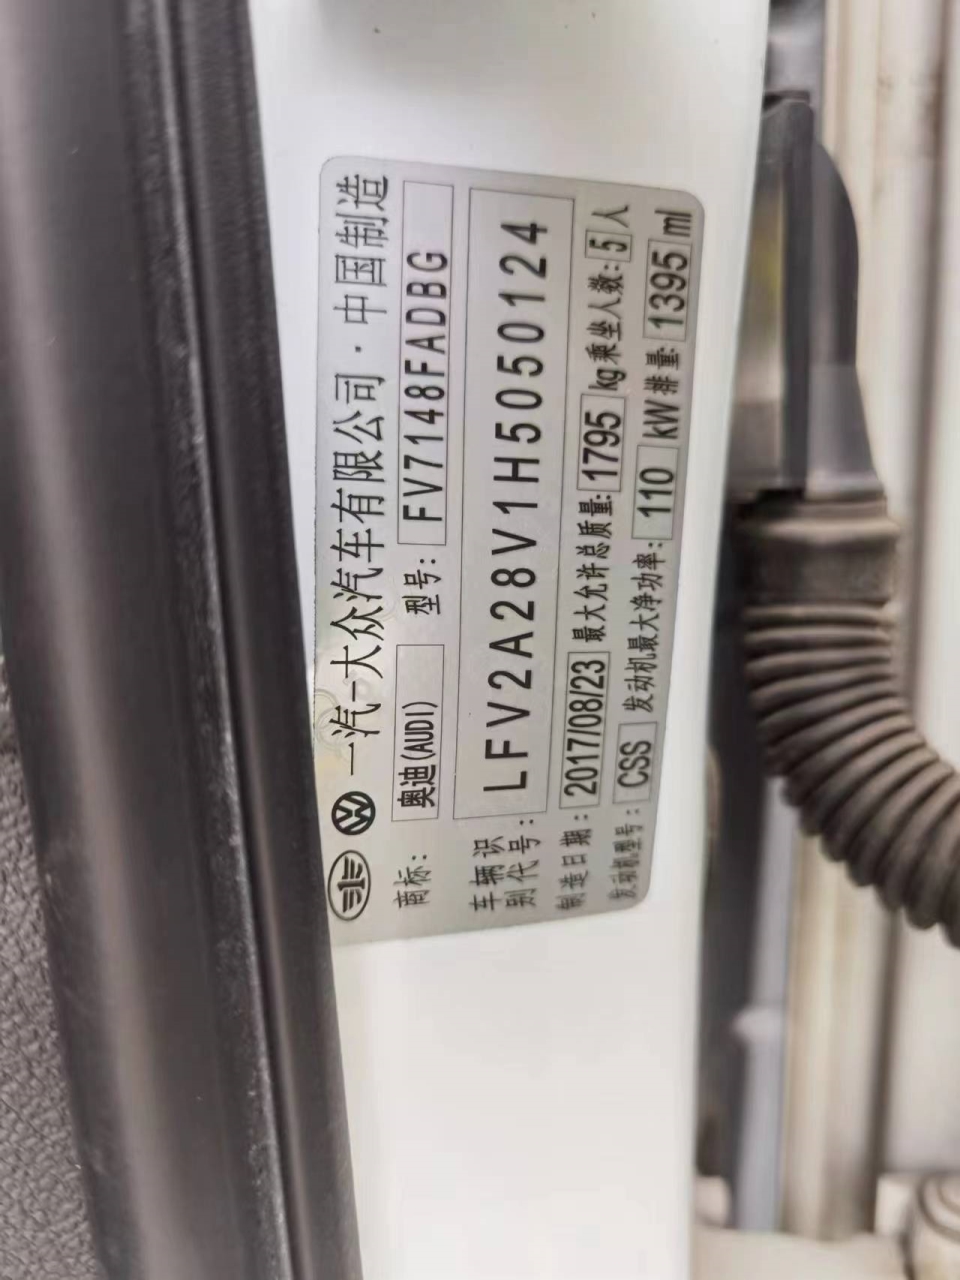 一汽-大众汽车有限公司·中国制造
商标: 奥迪(AUDI) 型号: FV7148FADBG
车辆识别代号: LFV2A28V1H5050124
制造日期: 2017/08/23 最大允许总质量: 1795 kg 乘坐人数: 5 人
发动机型号: CSS 发动机最大净功率: 110 kW 排量: 1395 ml